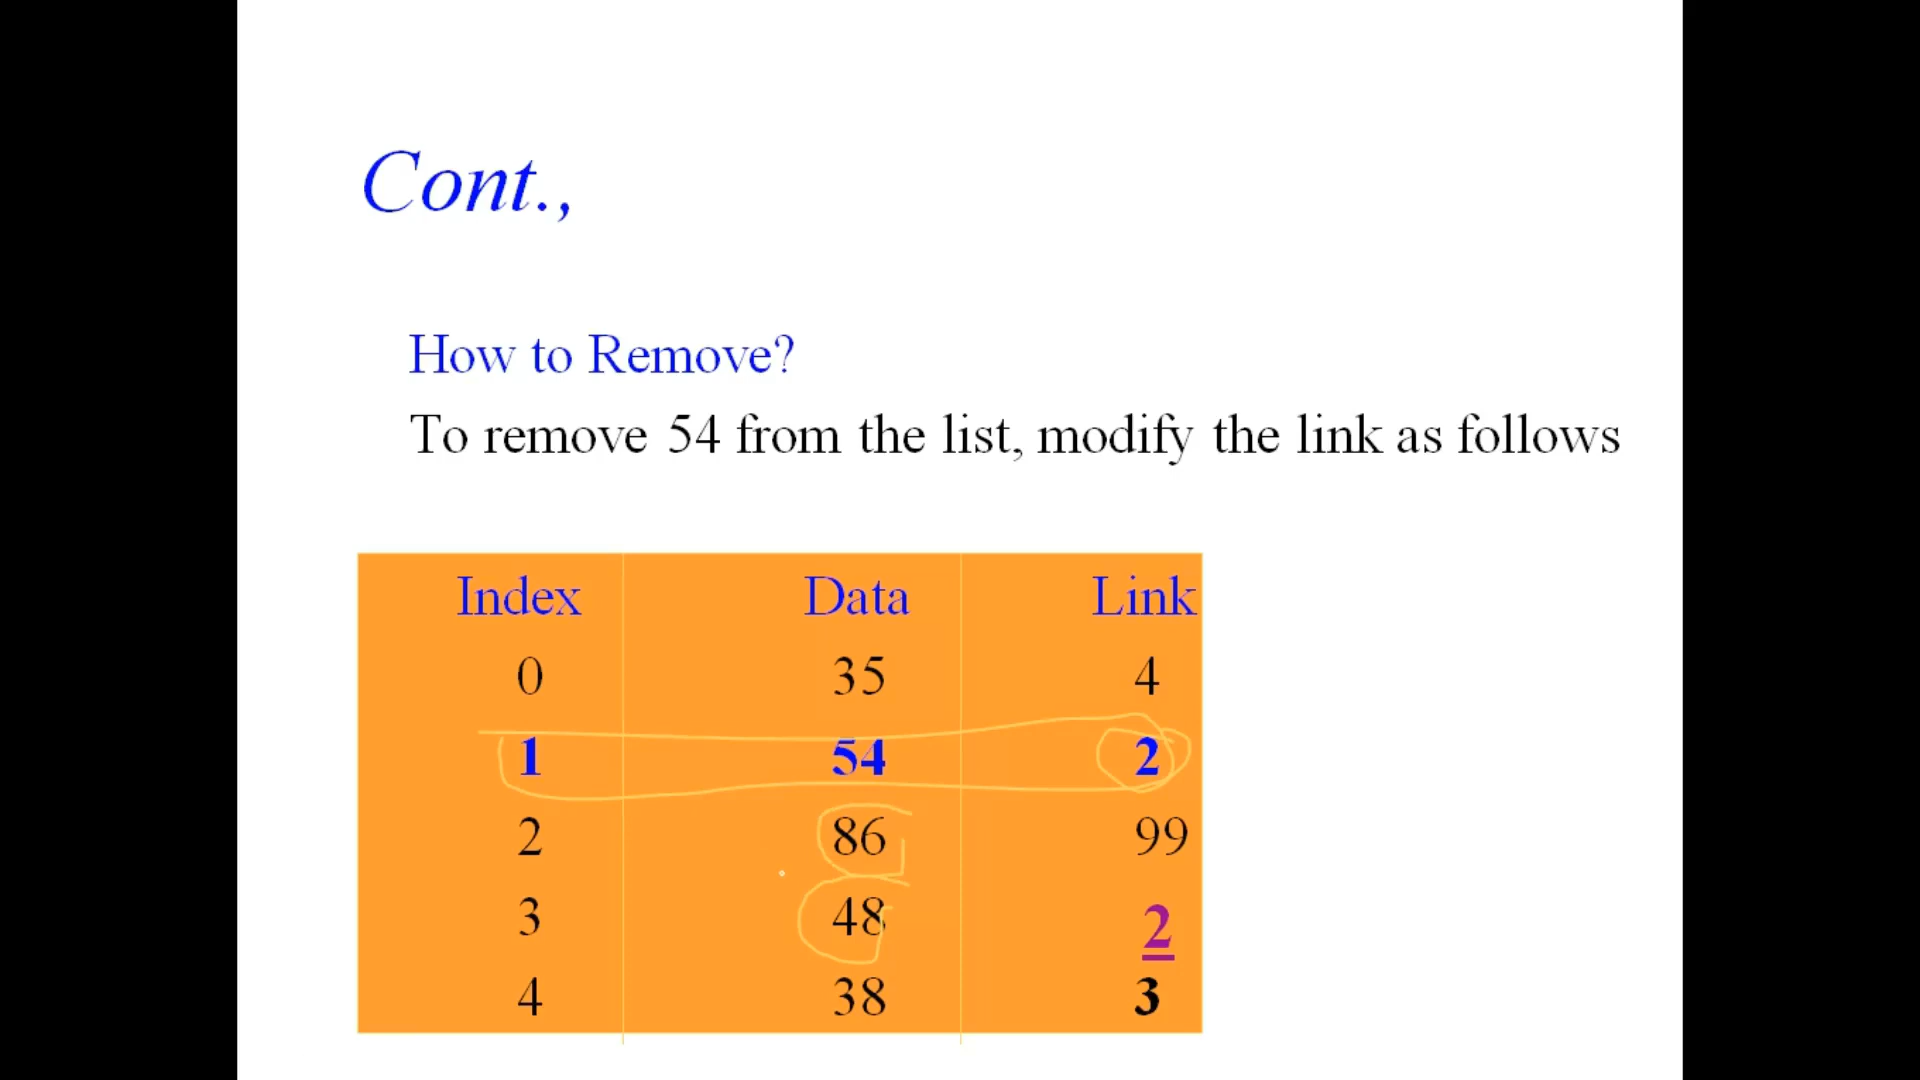 Cont.,
How to Remove?
To remove 54 from the list, modify the link as follows
Index Data Link
0 35 4
1 54 2
2 86 99
3 48 2
4 38 3